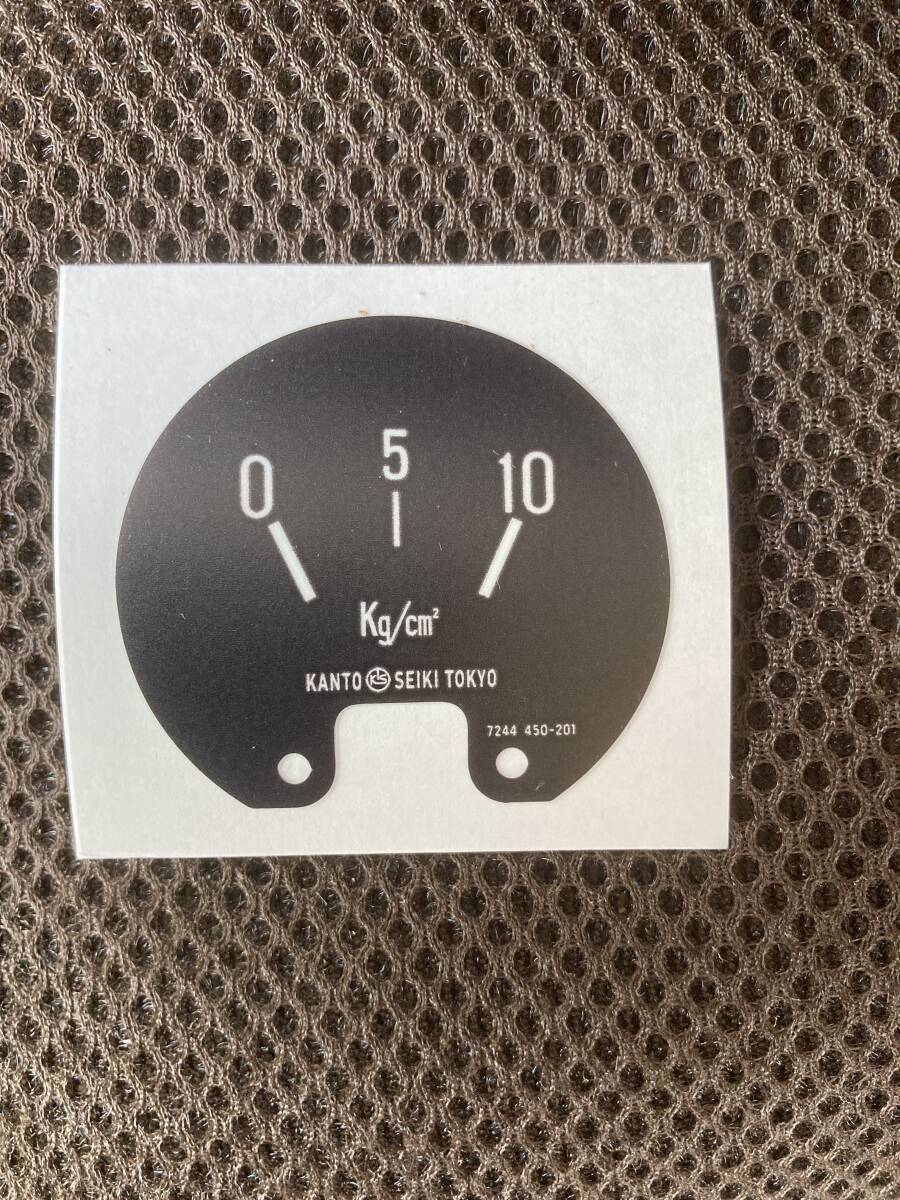 0 5 10
Kg/cm²
KANTO KS SEIKI TOKYO
7244 450-201